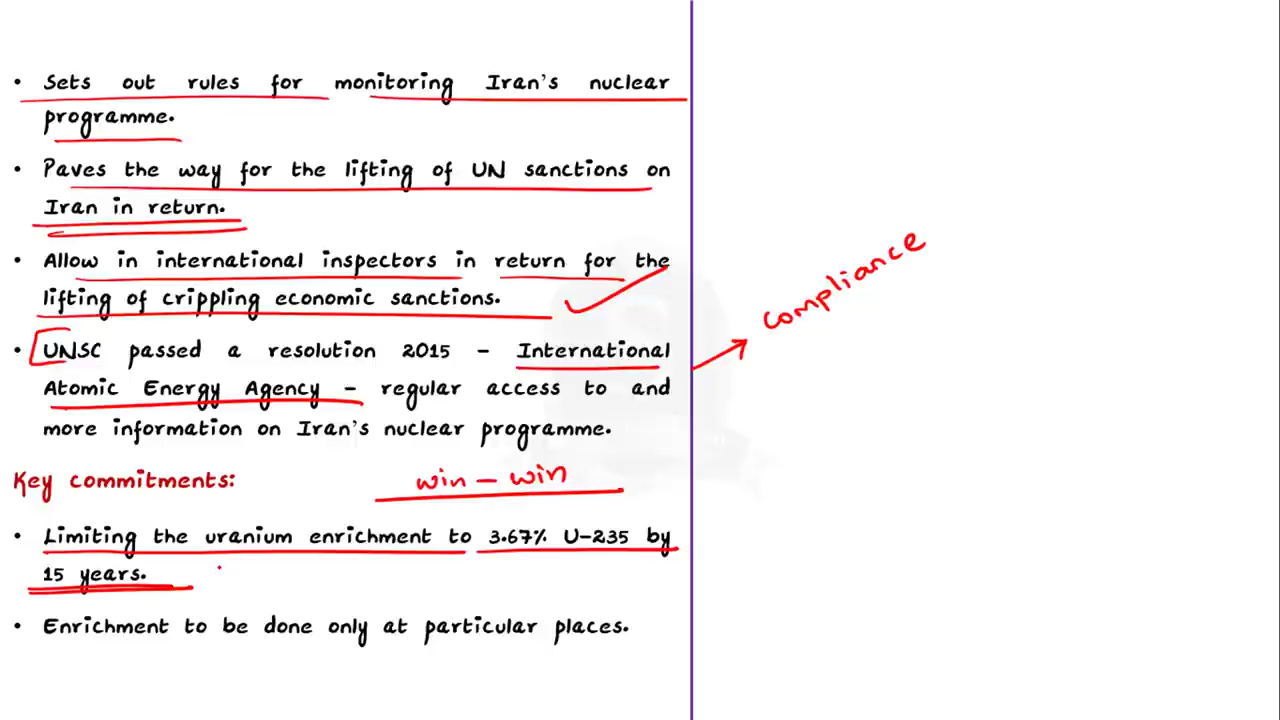 • Sets out rules for monitoring Iran's nuclear
programme.
• Paves the way for the lifting of UN sanctions on
Iran in return.
• Allow in international inspectors in return for the
lifting of crippling economic sanctions.
• UNSC passed a resolution 2015 - International
Atomic Energy Agency - regular access to and
more information on Iran's nuclear programme.
compliance
Key commitments:
win - win
• Limiting the uranium enrichment to 3.67% U-235 by
15 years.
• Enrichment to be done only at particular places.